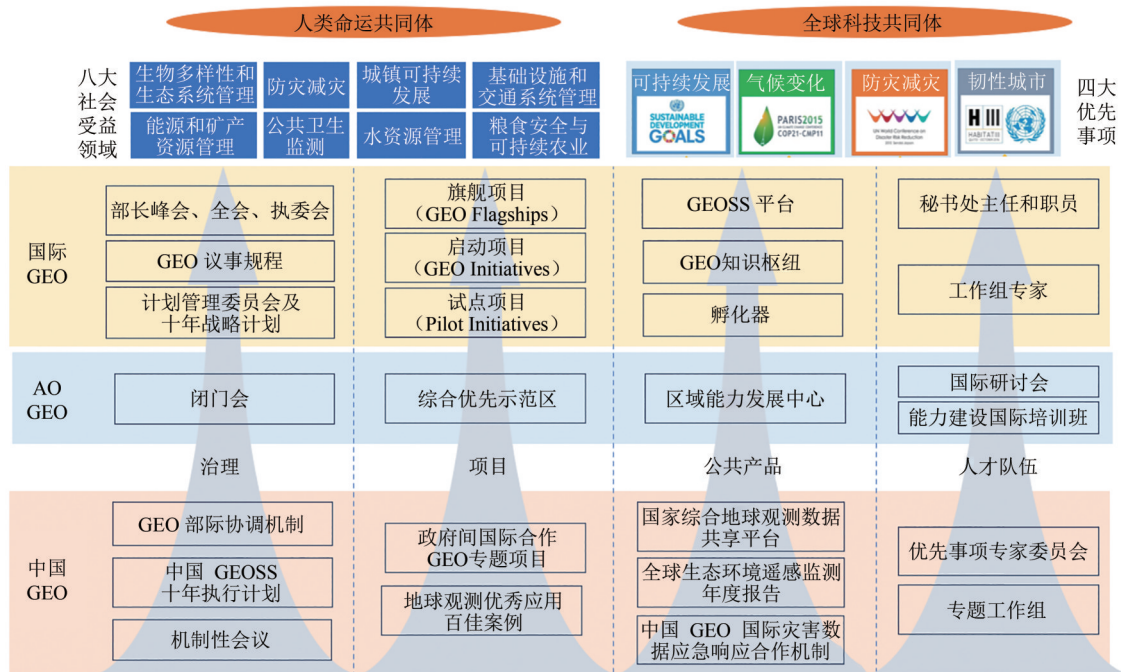 人类命运共同体
全球科技共同体
八大
社会
受益
领域
生物多样性和
生态系统管理
防灾减灾
城镇可持续
发展
基础设施和
交通系统管理
能源和矿产
资源管理
公共卫生
监测
水资源管理
粮食安全与
可持续农业
可持续发展
SUSTAINABLE
DEVELOPMENT
GOALS
气候变化
PARIS2015
COP21·CMP11
防灾减灾
UN World Conference on
Disaster Risk Reduction
韧性城市
H III
HABITAT III
四大
优先
事项
国际
GEO
部长峰会、全会、执委会
GEO 议事规程
计划管理委员会及
十年战略计划
旗舰项目
（GEO Flagships）
启动项目
（GEO Initiatives）
试点项目
（Pilot Initiatives）
GEOSS 平台
GEO知识枢纽
孵化器
秘书处主任和职员
工作组专家
AO
GEO
闭门会
综合优先示范区
区域能力发展中心
国际研讨会
能力建设国际培训班
治理
项目
公共产品
人才队伍
中国
GEO
GEO 部际协调机制
中国 GEOSS
十年执行计划
机制性会议
政府间国际合作
GEO专题项目
地球观测优秀应用
百佳案例
国家综合地球观测数据
共享平台
全球生态环境遥感监测
年度报告
中国 GEO 国际灾害数
据应急响应合作机制
优先事项专家委员会
专题工作组